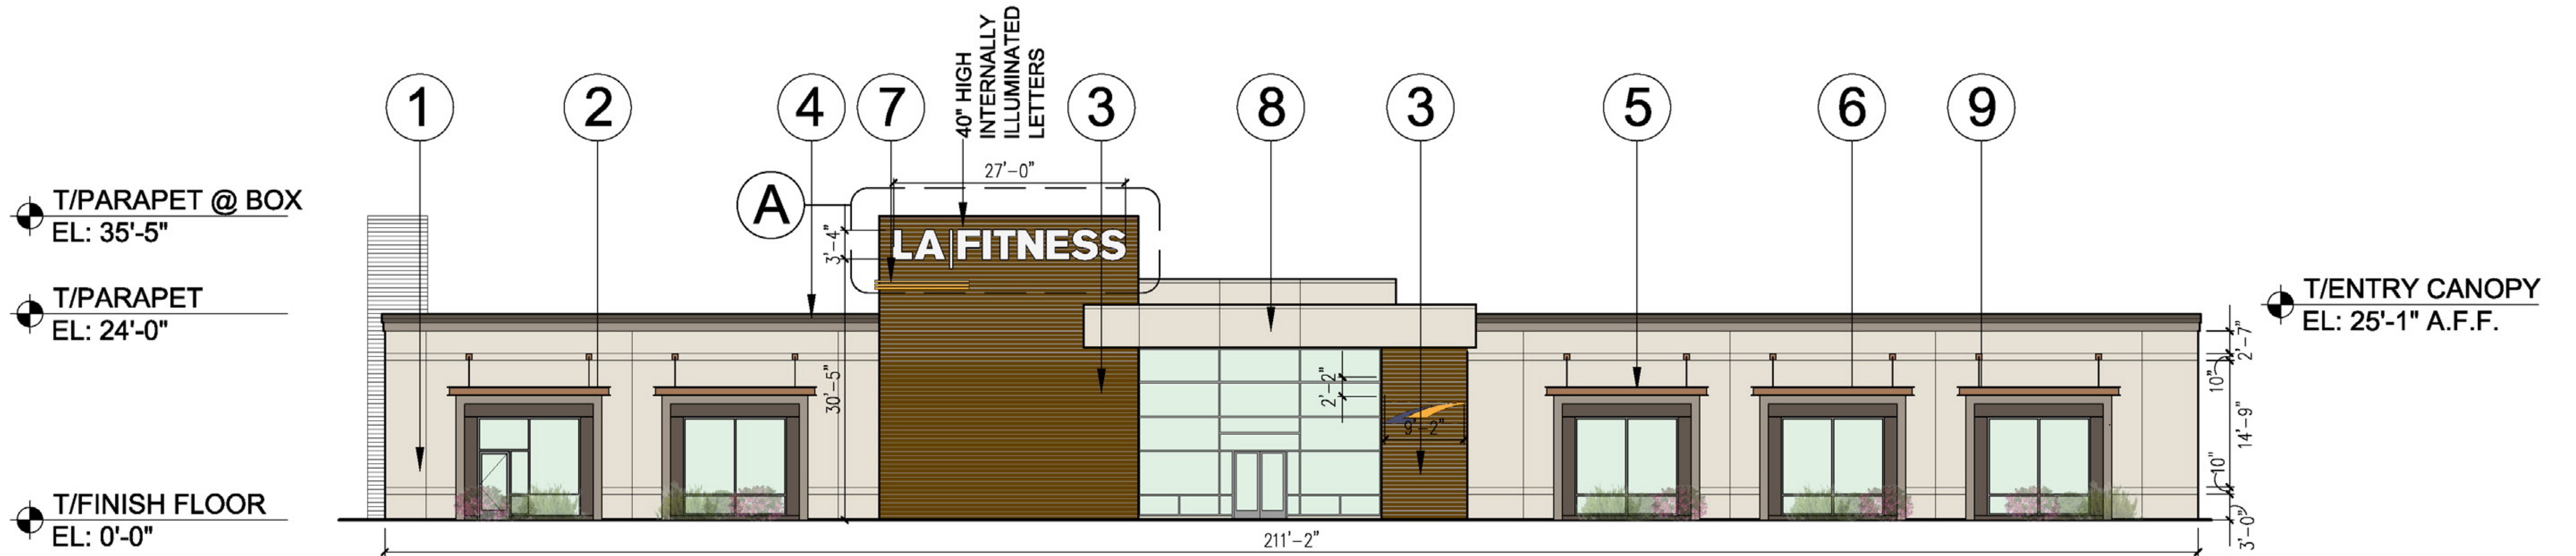 40" HIGH
INTERNALLY
ILLUMINATED
LETTERS
1
2
4
7
3
8
3
5
6
9
27'-0"
A
T/PARAPET @ BOX
EL: 35'-5"
3'-4"
LA|FITNESS
T/PARAPET
EL: 24'-0"
T/ENTRY CANOPY
EL: 25'-1" A.F.F.
2'-7"
10"
30'-5"
2'-2"
9'-2"
14'-9"
10"
T/FINISH FLOOR
EL: 0'-0"
3'-0"
211'-2"